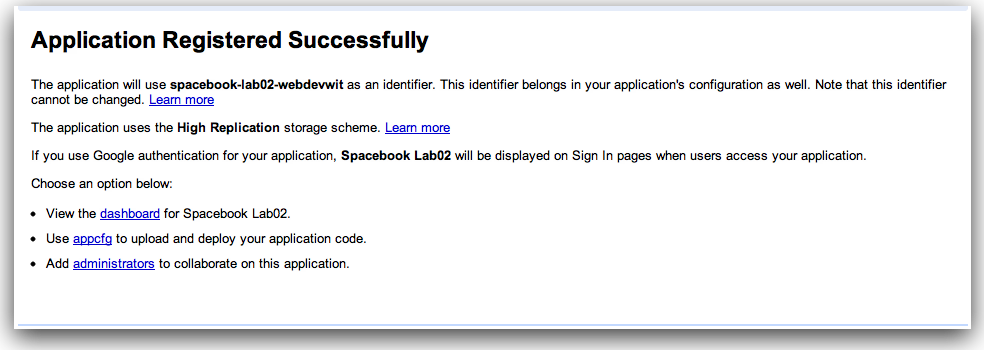 Application Registered Successfully
The application will use spacebook-lab02-webdevwit as an identifier. This identifier belongs in your application's configuration as well. Note that this identifier
cannot be changed. Learn more
The application uses the High Replication storage scheme. Learn more
If you use Google authentication for your application, Spacebook Lab02 will be displayed on Sign In pages when users access your application.
Choose an option below:
• View the dashboard for Spacebook Lab02.
• Use appcfg to upload and deploy your application code.
• Add administrators to collaborate on this application.